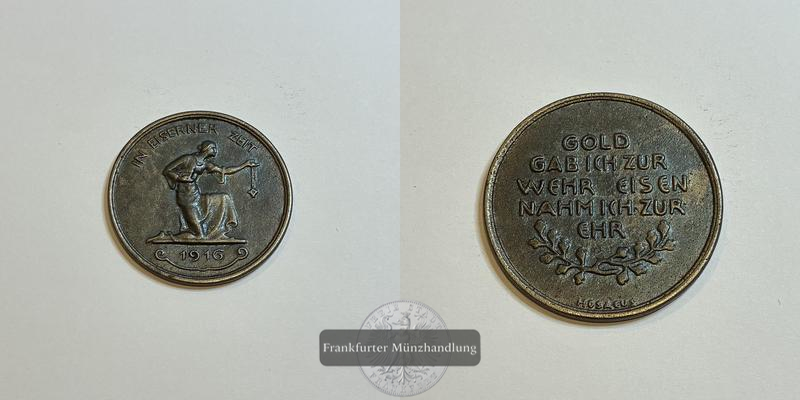 IN EISERNER ZEIT
1916
GOLD
GAB ICH ZUR
WEHR EISEN
NAHM ICH ZUR
EHR
HOSAEUS
Frankfurter Münzhandlung